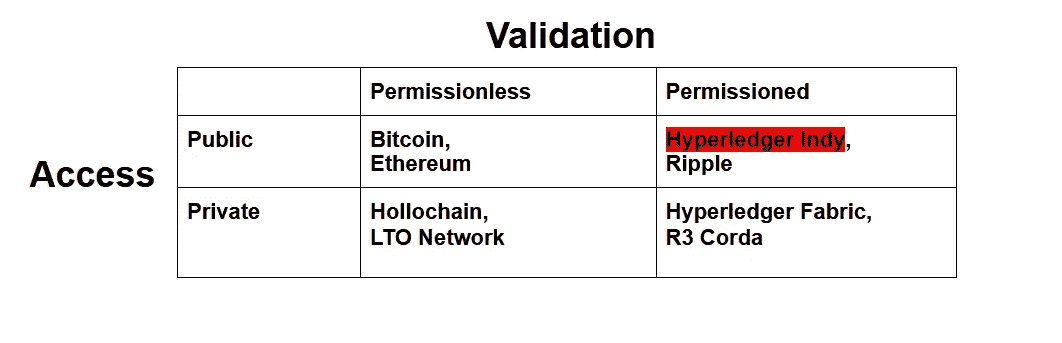 Validation
Permissionless Permissioned
Access
Public
Bitcoin,
Ethereum
Hyperledger Indy,
Ripple
Private
Hollochain,
LTO Network
Hyperledger Fabric,
R3 Corda